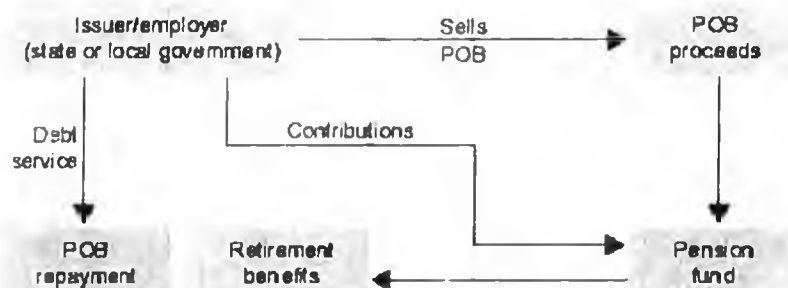 Issuer/employer
(state or local government)
Sells
POB
POB
proceeds
Debt
service
Contributions
POB
repayment
Retirement
benefits
Pension
fund